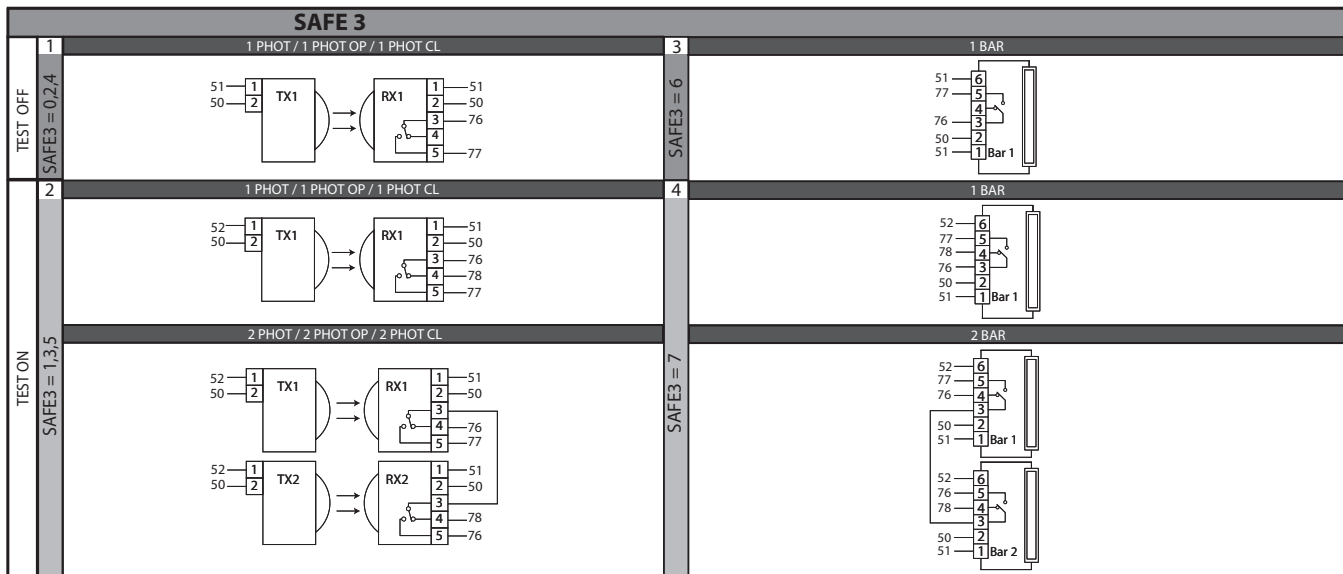 SAFE 3
TEST OFF
1
SAFE3 = 0,2,4
1 PHOT / 1 PHOT OP / 1 PHOT CL
51 1
50 2
TX1
RX1
1 51
2 50
3 76
4
5 77
3
SAFE3 = 6
1 BAR
51 6
77 5
4
76 3
50 2
51 1 Bar 1
TEST ON
2
SAFE3 = 1,3,5
1 PHOT / 1 PHOT OP / 1 PHOT CL
52 1
50 2
TX1
RX1
1 51
2 50
3 76
4 78
5 77
2 PHOT / 2 PHOT OP / 2 PHOT CL
52 1
50 2
TX1
RX1
1 51
2 50
3
4 76
5 77
52 1
50 2
TX2
RX2
1 51
2 50
3
4 78
5 76
4
SAFE3 = 7
1 BAR
52 6
77 5
78 4
76 3
50 2
51 1 Bar 1
2 BAR
52 6
77 5
76 4
3
50 2
51 1 Bar 1
52 6
76 5
78 4
3
50 2
51 1 Bar 2